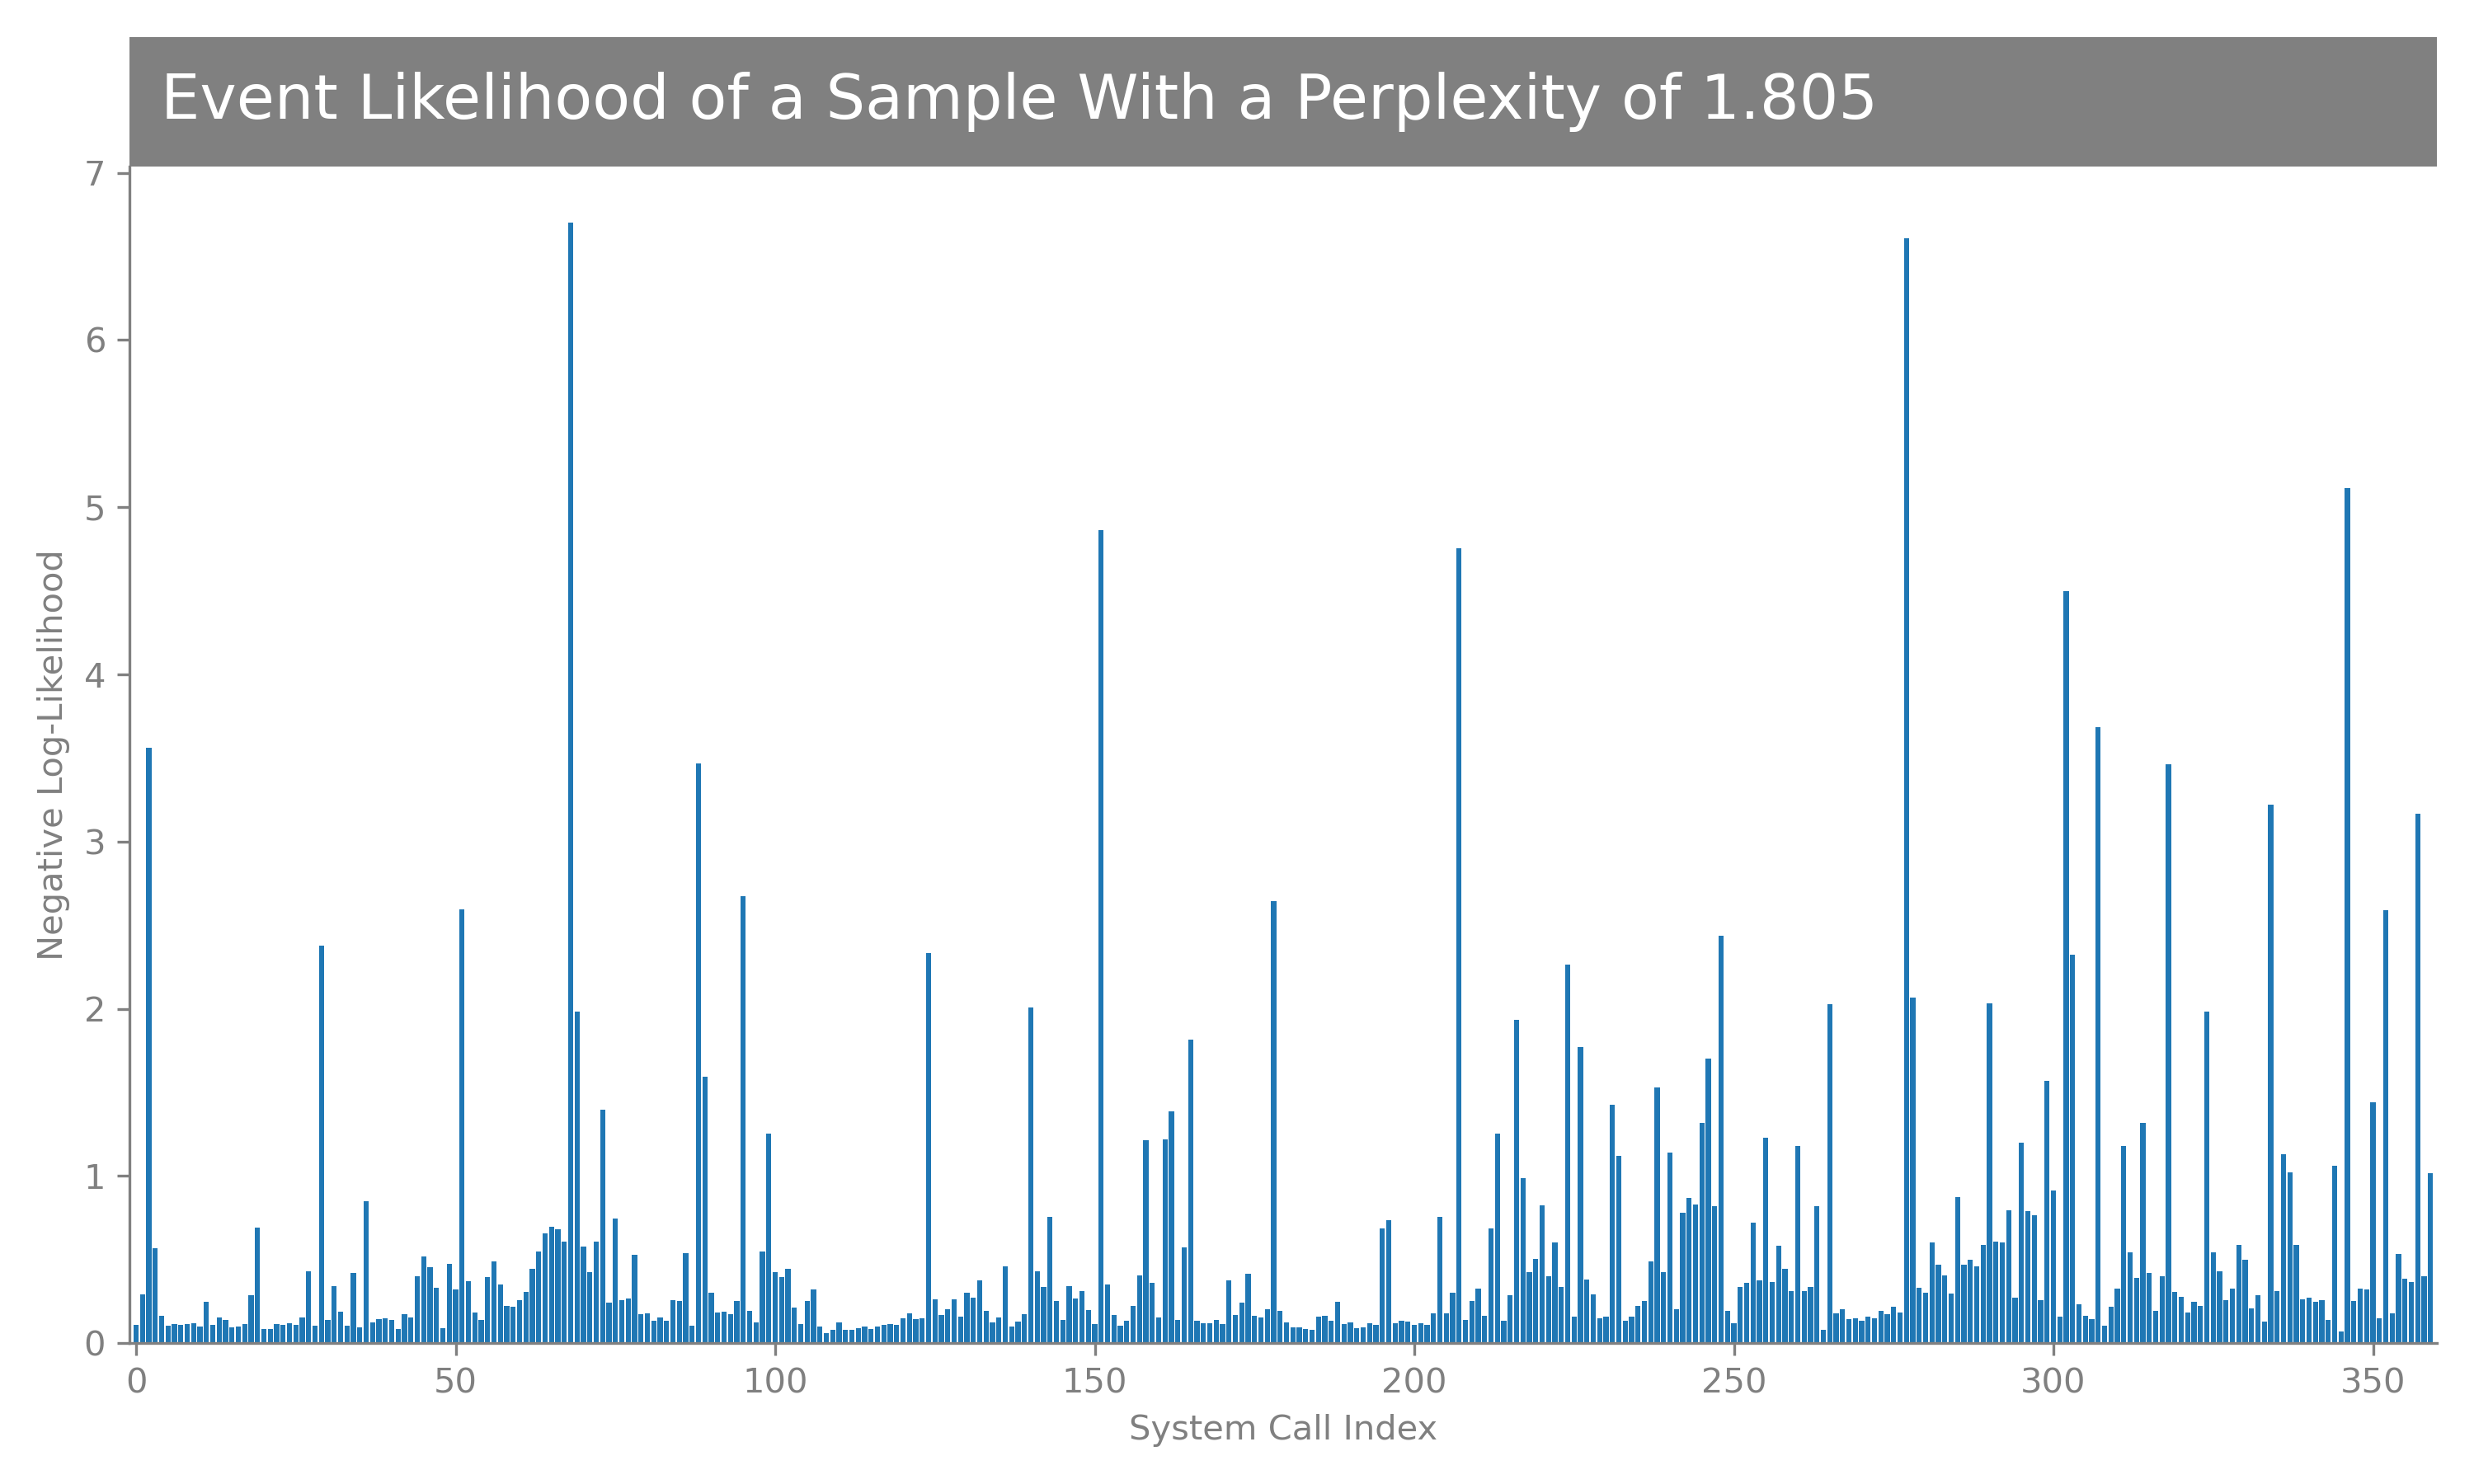 Event Likelihood of a Sample With a Perplexity of 1.805
7
6
5
4
3
2
1
0
Negative Log-Likelihood
0 50 100 150 200 250 300 350
System Call Index